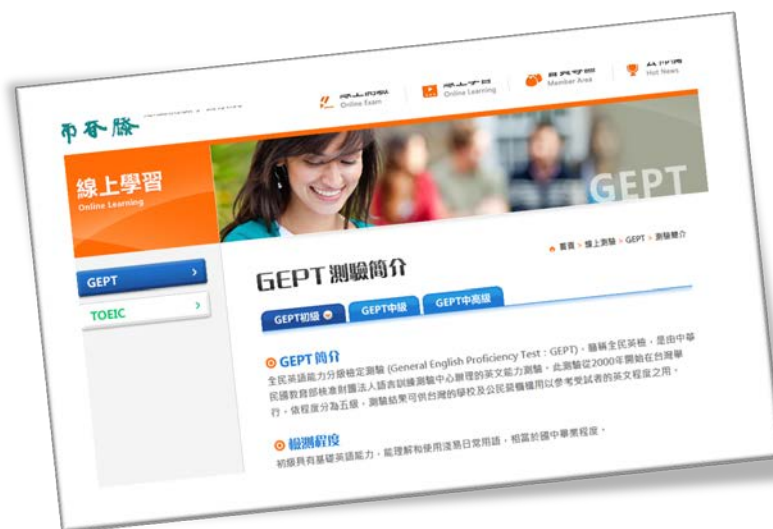 Online Exam
Online Learning
Member Area
Hot News
線上學習
Online Learning
GEPT
GEPT
TOEIC
首頁 > 線上測驗 > GEPT > 測驗簡介
GEPT 測驗簡介
GEPT初級
GEPT中級
GEPT中高級
GEPT 簡介
全民英語能力分級檢定測驗 (General English Proficiency Test：GEPT)，簡稱全民英檢，是由中華
民國教育部核准財團法人語言訓練測驗中心辦理的英文能力測驗。此測驗從2000年開始在台灣舉
行，依程度分為五級，測驗結果可供台灣的學校及公民營機構用以參考受試者的英文程度之用。
檢測程度
初級具有基礎英語能力，能理解和使用淺易日常用語，相當於國中畢業程度。